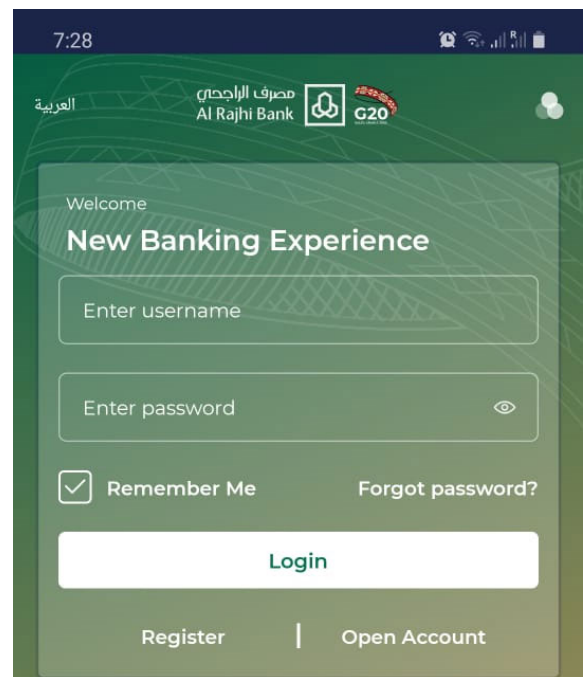 7:28
العربية
مصرف الراجحي
Al Rajhi Bank
G20
Welcome
New Banking Experience
Enter username
Enter password
Remember Me Forgot password?
Login
Register | Open Account